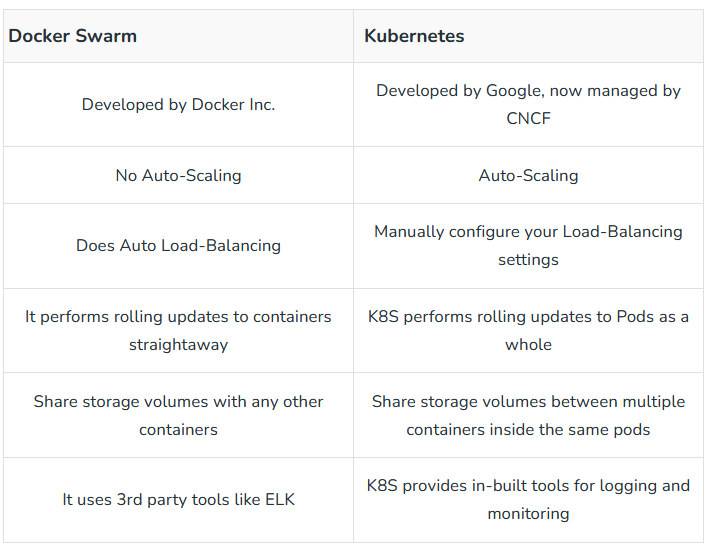 Docker Swarm
Kubernetes
Developed by Docker Inc.
Developed by Google, now managed by
CNCF
No Auto-Scaling
Auto-Scaling
Does Auto Load-Balancing
Manually configure your Load-Balancing
settings
It performs rolling updates to containers
straightaway
K8S performs rolling updates to Pods as a
whole
Share storage volumes with any other
containers
Share storage volumes between multiple
containers inside the same pods
It uses 3rd party tools like ELK
K8S provides in-built tools for logging and
monitoring